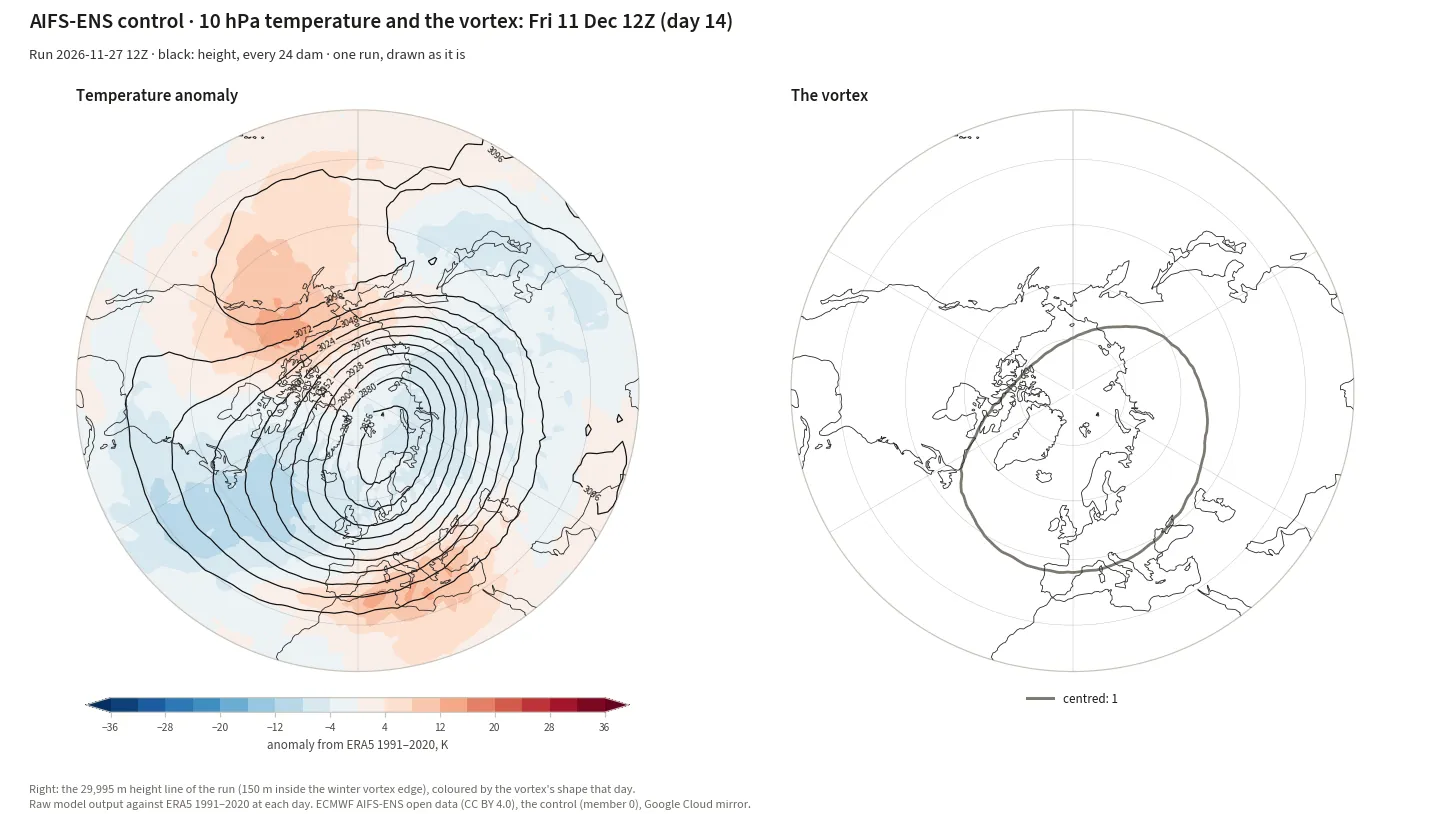 AIFS-ENS control · 10 hPa temperature and the vortex: Fri 11 Dec 12Z (day 14)
Run 2026-11-27 12Z · black: height, every 24 dam · one run, drawn as it is
Temperature anomaly
The vortex
3096
3096
3072
3048
3024
2976
2928
2904
2880
2856
3096
−36
−28
−20
−12
−4
4
12
20
28
36
anomaly from ERA5 1991–2020, K
centred: 1
Right: the 29,995 m height line of the run (150 m inside the winter vortex edge), coloured by the vortex's shape that day.
Raw model output against ERA5 1991–2020 at each day. ECMWF AIFS-ENS open data (CC BY 4.0), the control (member 0), Google Cloud mirror.